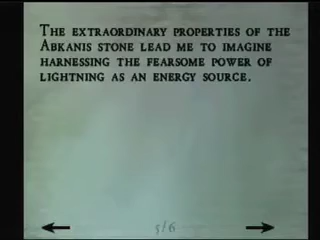 The extraordinary properties of the
Abkanis stone lead me to imagine
harnessing the fearsome power of
lightning as an energy source.
5/6